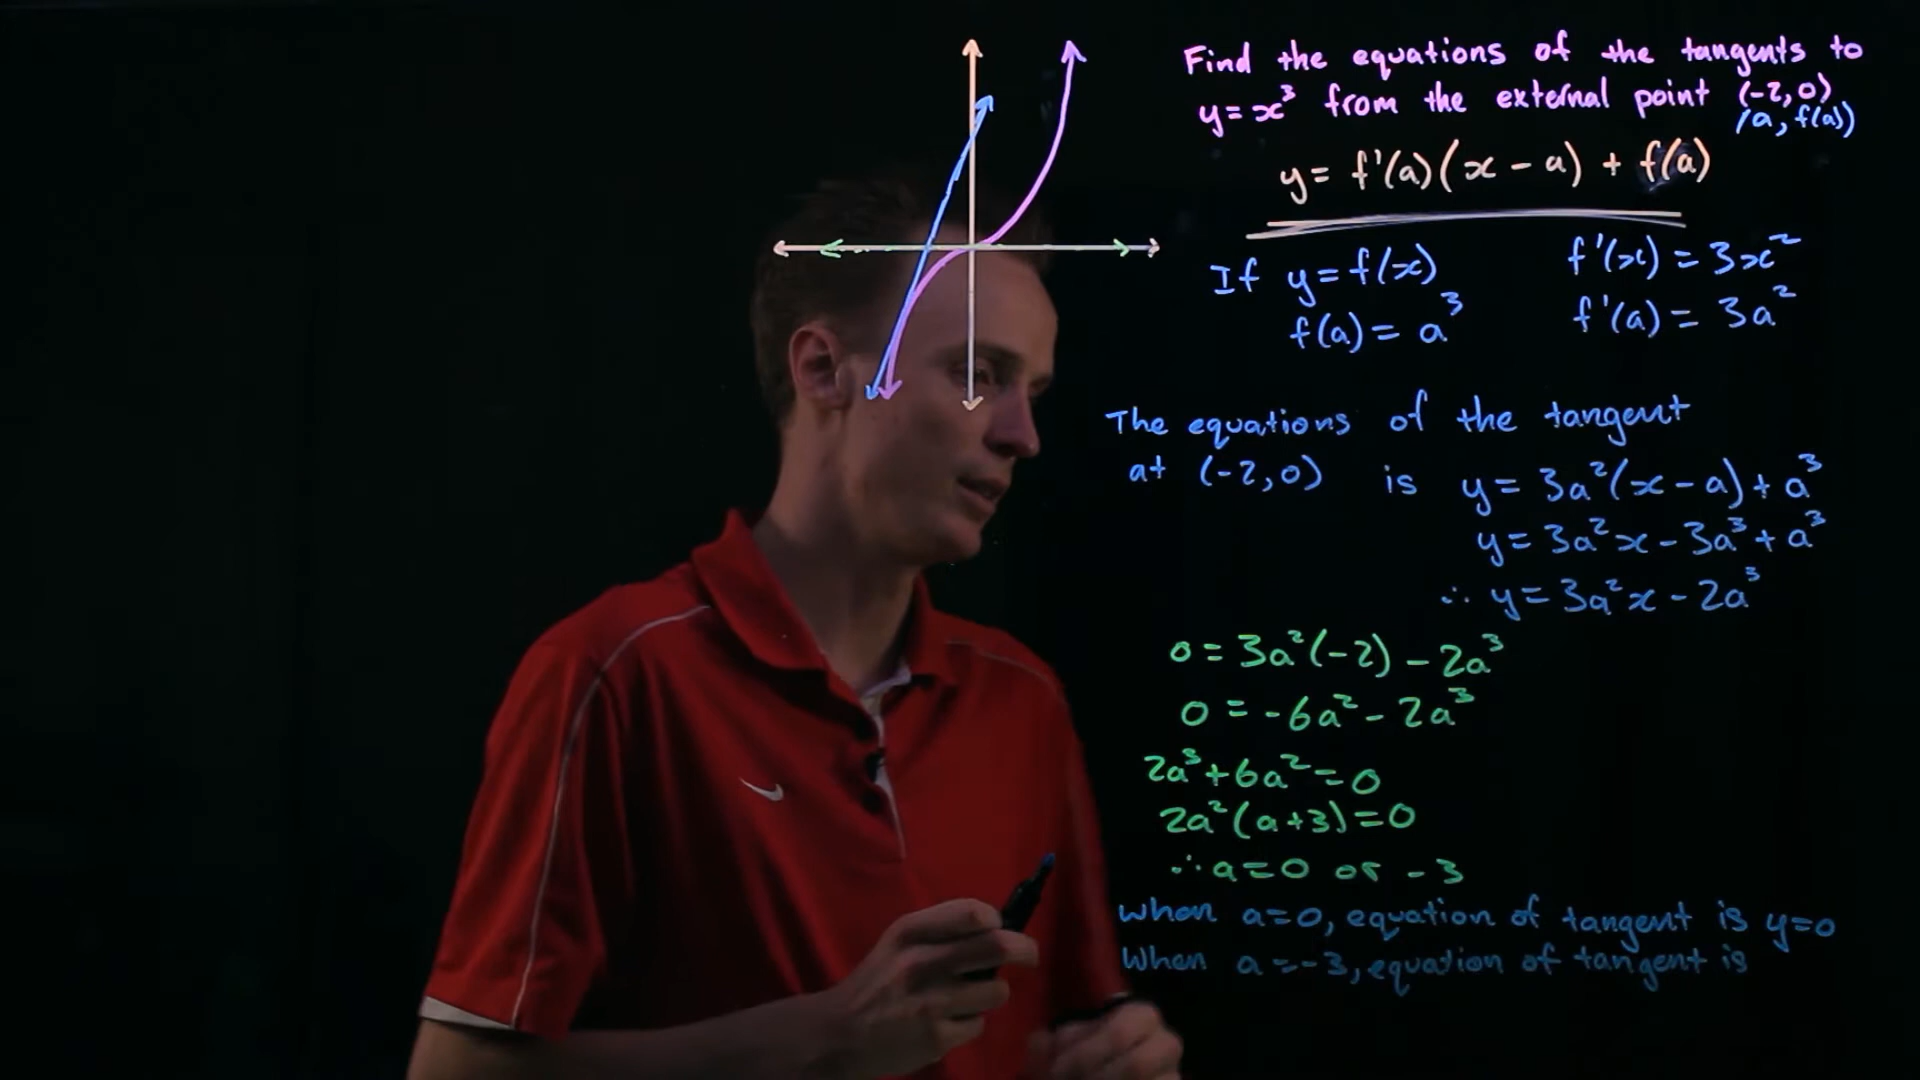 Find the equations of the tangents to
y=x³ from the external point (-2,0)
(a, f(a))
y= f'(a)(x - a) + f(a)
If y=f(x) f'(x) = 3x²
f(a) = a³ f'(a) = 3a²
The equations of the tangent
at (-2,0) is y= 3a²(x - a) + a³
y= 3a²x - 3a³ + a³
∴ y= 3a²x - 2a³
0 = 3a²(-2) - 2a³
0 = -6a² - 2a³
2a³+6a²=0
2a²(a+3)=0
∴ a=0 or -3
when a=0, equation of tangent is y=0
When a=-3, equation of tangent is